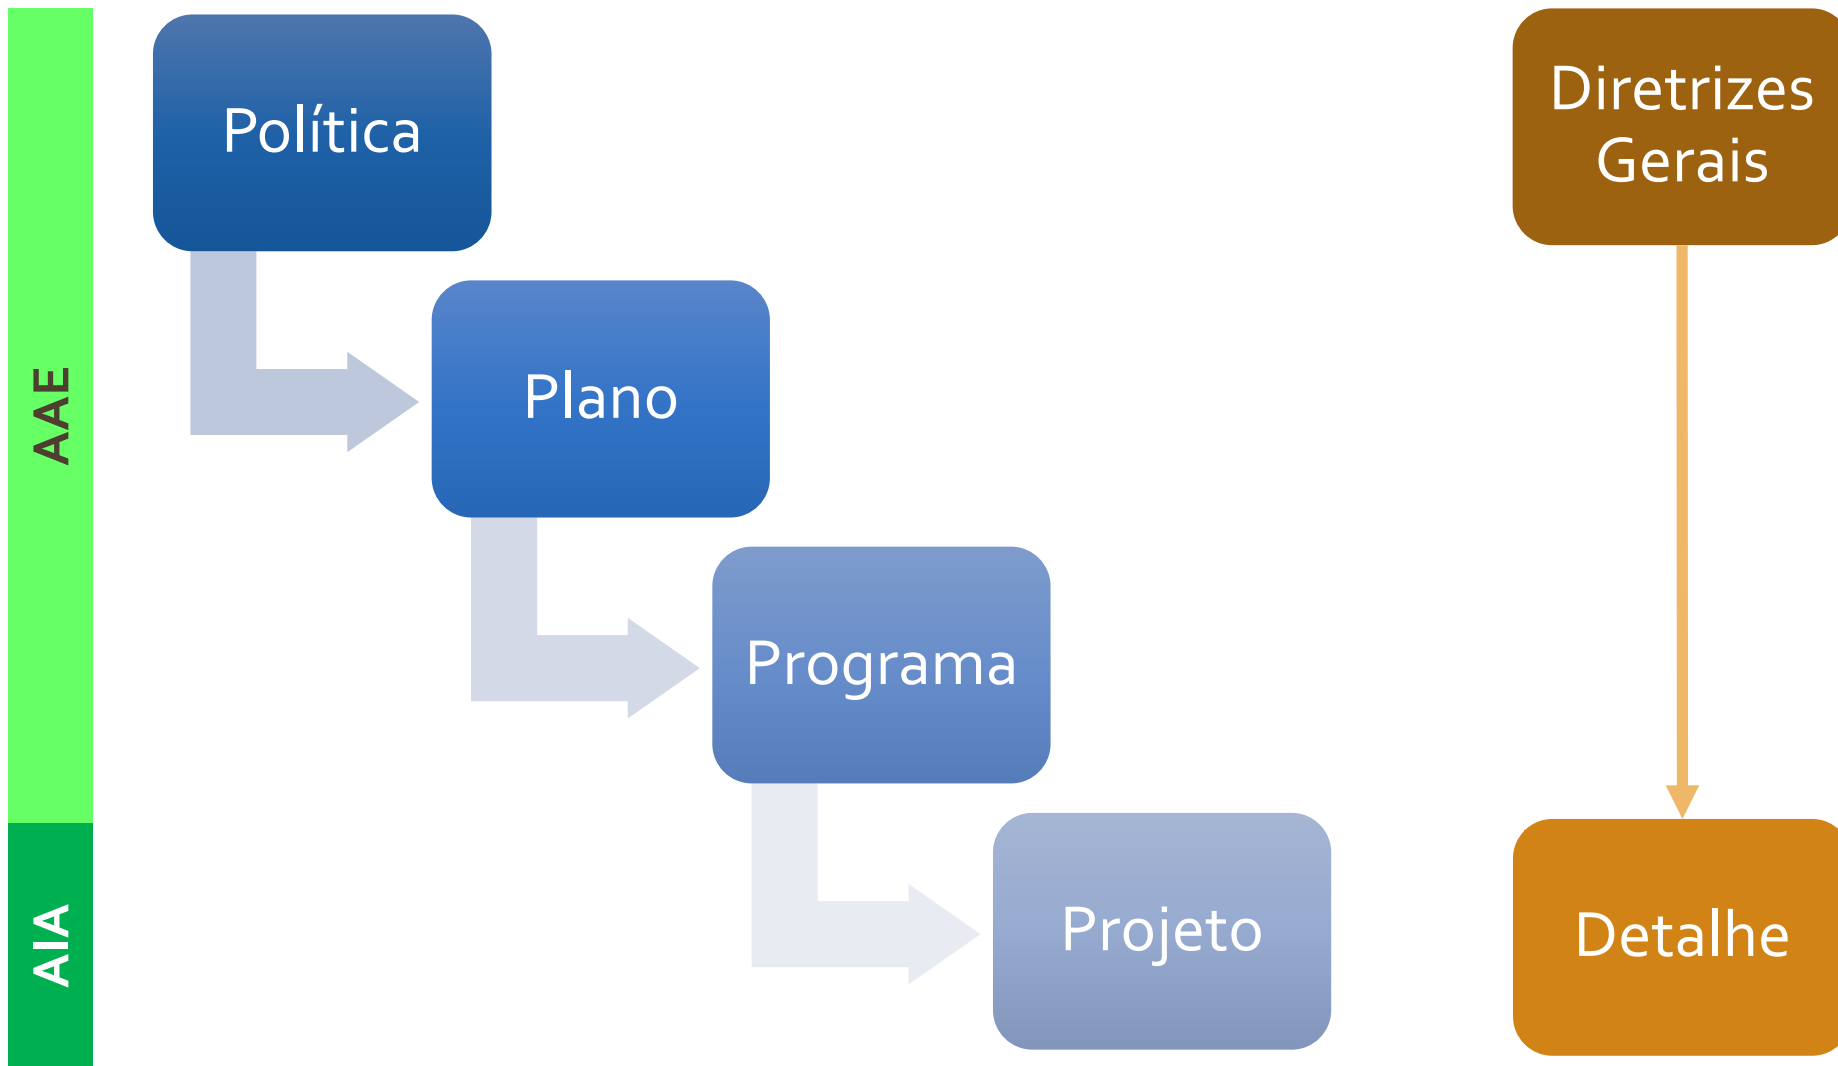 AAE
AIA
Política
Plano
Programa
Projeto
Diretrizes
Gerais
Detalhe